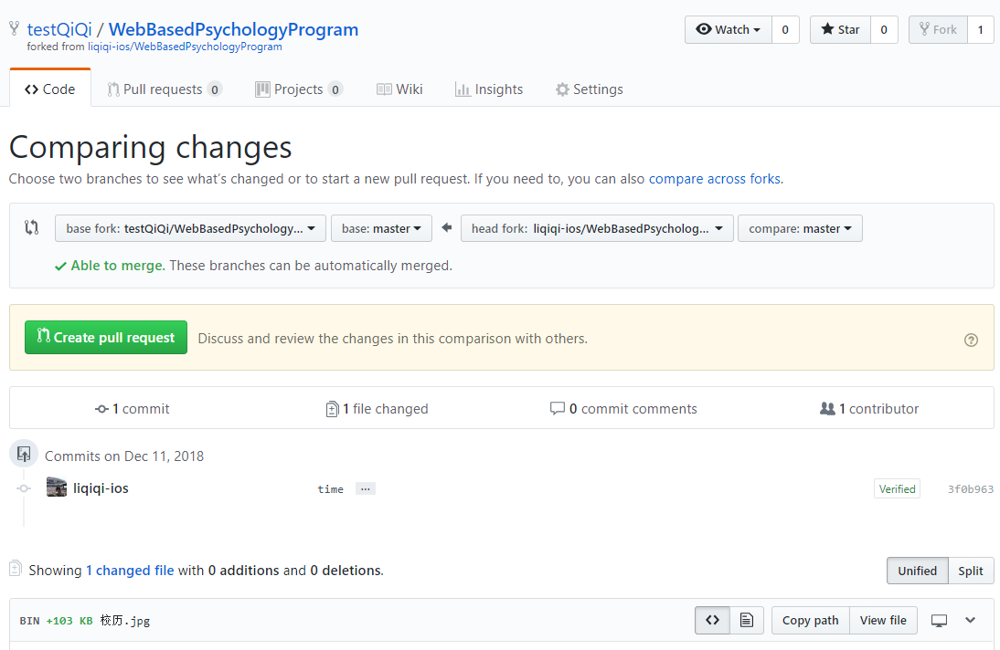 testQiQi / WebBasedPsychologyProgram
Watch 0 Star 0 Fork 1
forked from liqiqi-ios/WebBasedPsychologyProgram
Code Pull requests 0 Projects 0 Wiki Insights Settings
Comparing changes
Choose two branches to see what's changed or to start a new pull request. If you need to, you can also compare across forks.
base fork: testQiQi/WebBasedPsychology... base: master head fork: liqiqi-ios/WebBasedPsycholog... compare: master
Able to merge. These branches can be automatically merged.
Create pull request Discuss and review the changes in this comparison with others.
1 commit 1 file changed 0 commit comments 1 contributor
Commits on Dec 11, 2018
liqiqi-ios time ... Verified 3f0b963
Showing 1 changed file with 0 additions and 0 deletions. Unified Split
BIN +103 KB 校历.jpg <> Copy path View file